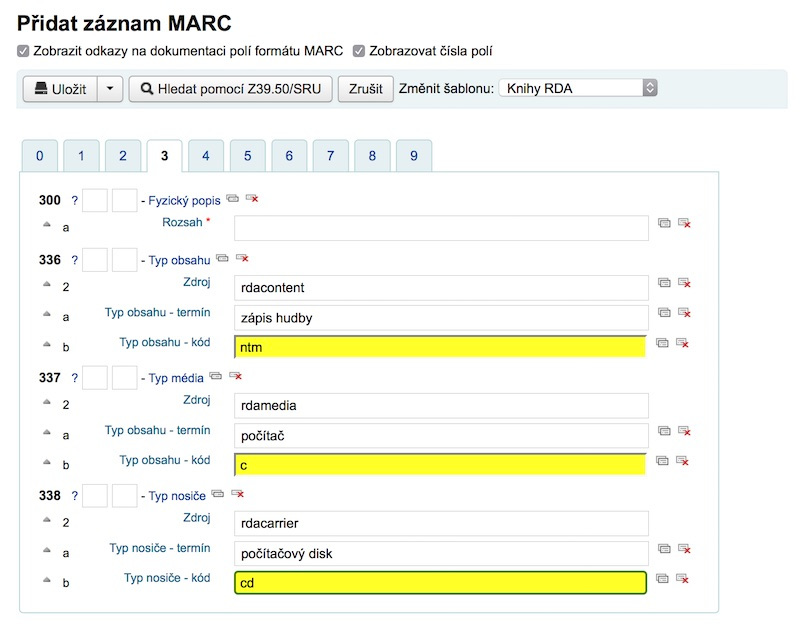 Přidat záznam MARC
Zobrazit odkazy na dokumentaci polí formátu MARC Zobrazovat čísla polí
Uložit Hledat pomocí Z39.50/SRU Zrušit Změnit šablonu: Knihy RDA
0 1 2 3 4 5 6 7 8 9
300 ? - Fyzický popis
a Rozsah *
336 ? - Typ obsahu
2 Zdroj rdacontent
a Typ obsahu - termín zápis hudby
b Typ obsahu - kód ntm
337 ? - Typ média
2 Zdroj rdamedia
a Typ obsahu - termín počítač
b Typ obsahu - kód c
338 ? - Typ nosiče
2 Zdroj rdacarrier
a Typ nosiče - termín počítačový disk
b Typ nosiče - kód cd